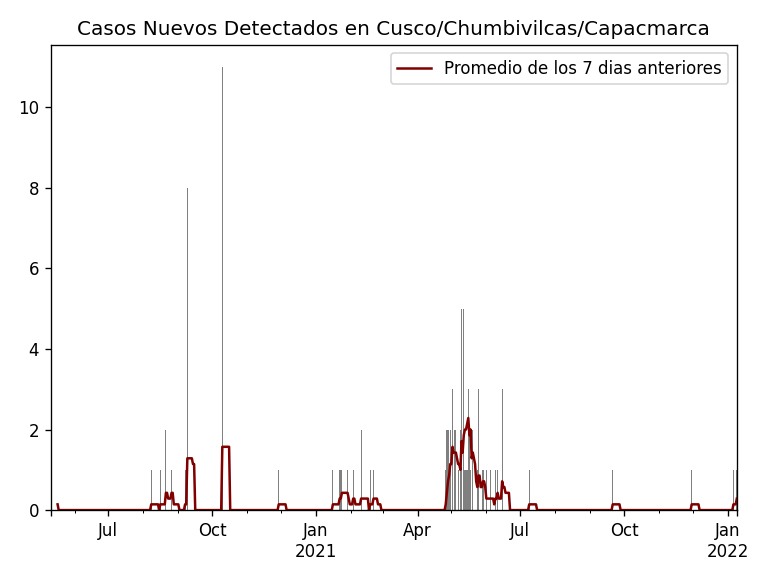 Casos Nuevos Detectados en Cusco/Chumbivilcas/Capacmarca
Promedio de los 7 dias anteriores
10
8
6
4
2
0
Jul
Oct
Jan
2021
Apr
Jul
Oct
Jan
2022